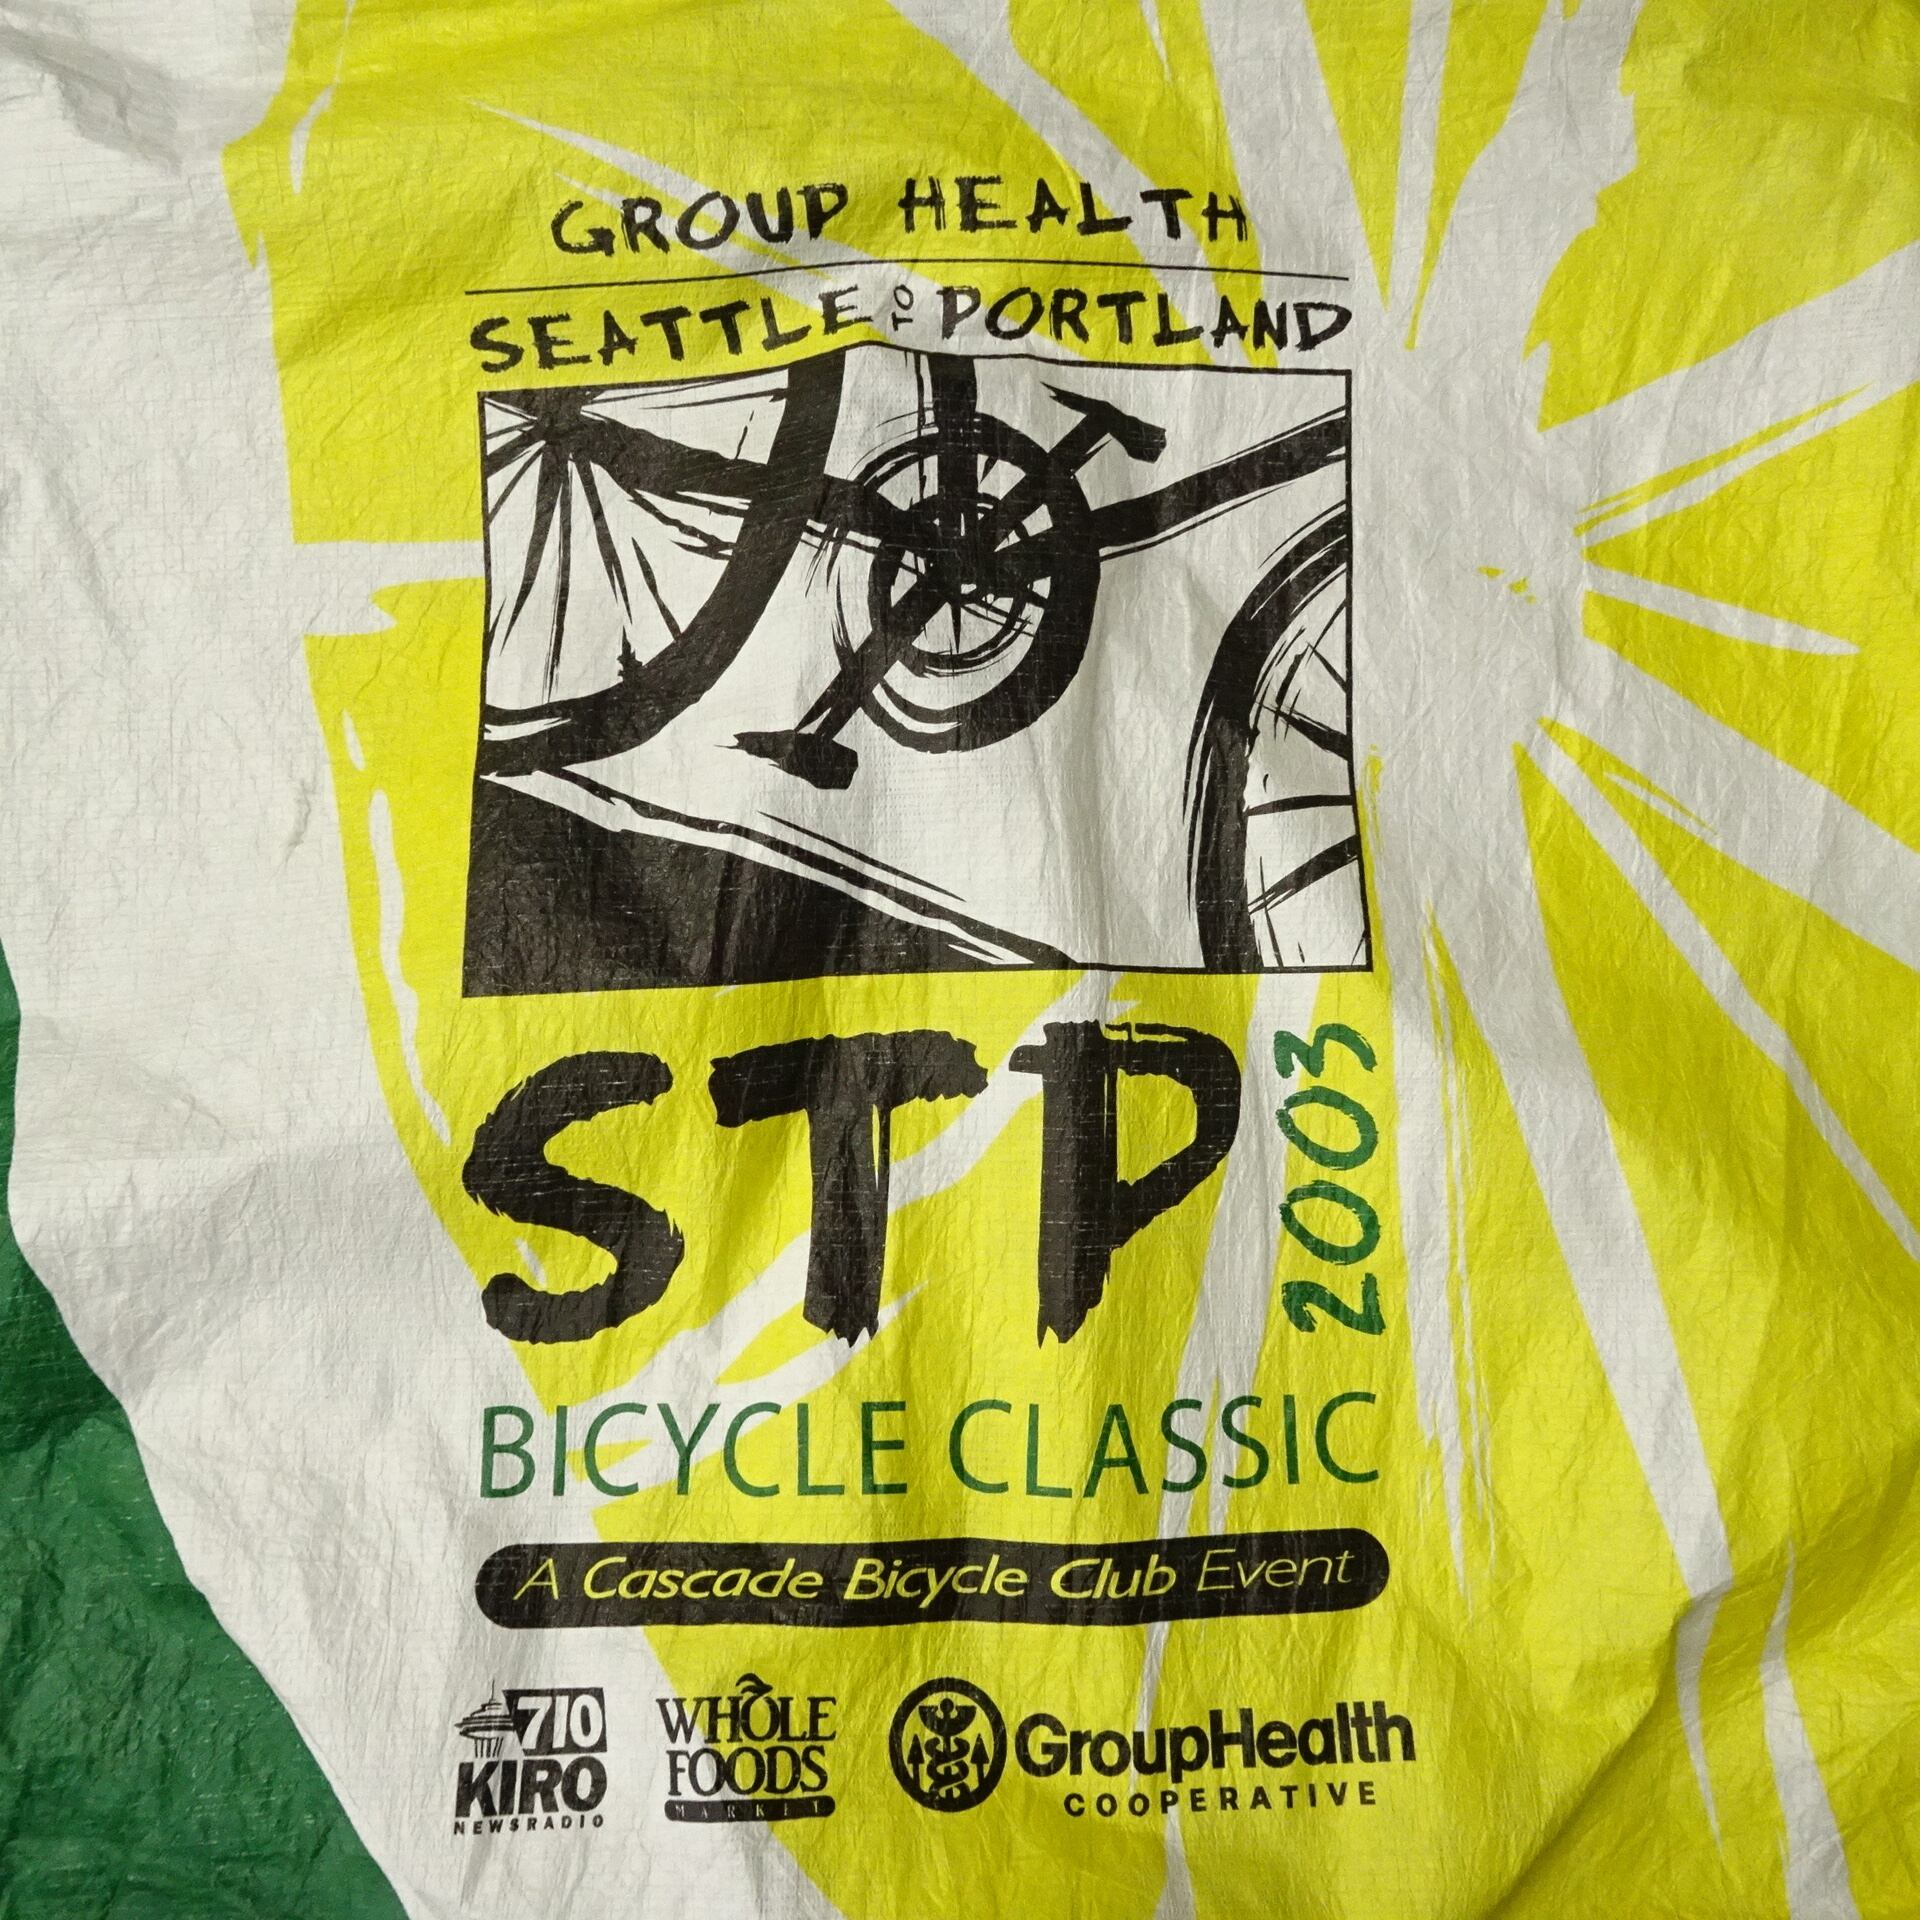 GROUP HEALTH
SEATTLE TO PORTLAND
STP 2003
BICYCLE CLASSIC
A Cascade Bicycle Club Event
710
KIRO
NEWSRADIO
WHOLE
FOODS
MARKET
GroupHealth
COOPERATIVE